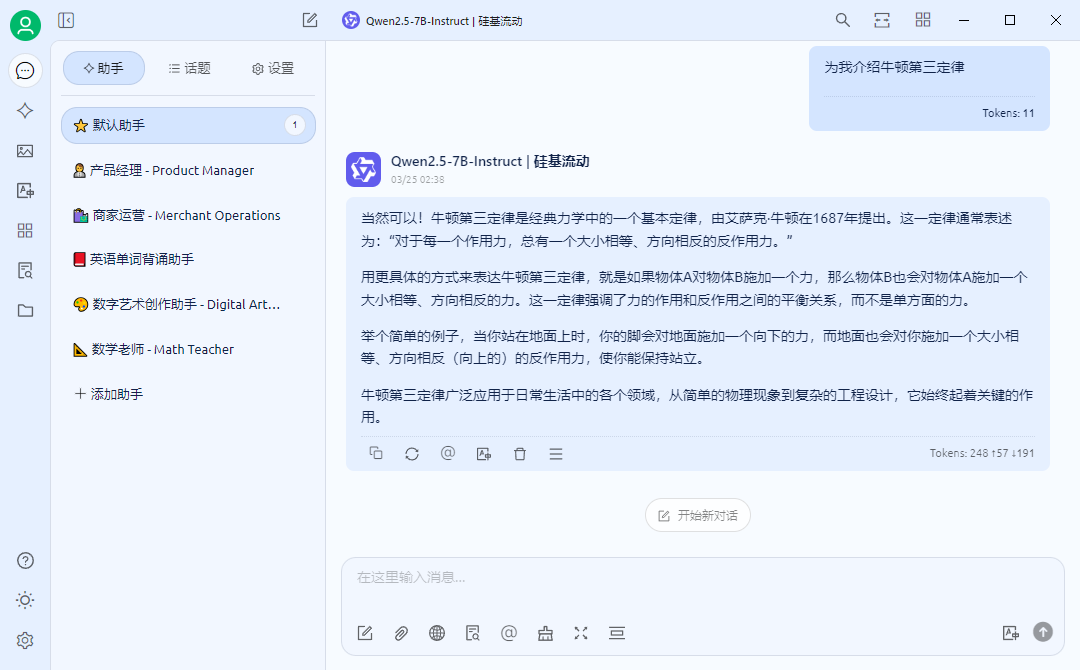 Qwen2.5-7B-Instruct | 硅基流动
助手
话题
设置
默认助手
1
产品经理 - Product Manager
商家运营 - Merchant Operations
英语单词背诵助手
数字艺术创作助手 - Digital Art...
数学老师 - Math Teacher
添加助手
为我介绍牛顿第三定律
Tokens: 11
Qwen2.5-7B-Instruct | 硅基流动
03/25 02:38
当然可以！牛顿第三定律是经典力学中的一个基本定律，由艾萨克·牛顿在1687年提出。这一定律通常表述
为：“对于每一个作用力，总有一个大小相等、方向相反的反作用力。”
用更具体的方式来表达牛顿第三定律，就是如果物体A对物体B施加一个力，那么物体B也会对物体A施加一个
大小相等、方向相反的力。这一定律强调了力的作用和反作用之间的平衡关系，而不是单方面的力。
举个简单的例子，当你站在地面上时，你的脚会对地面施加一个向下的力，而地面也会对你施加一个大小相
等、方向相反（向上的）的反作用力，使你能保持站立。
牛顿第三定律广泛应用于日常生活中的各个领域，从简单的物理现象到复杂的工程设计，它始终起着关键的作
用。
Tokens: 248 ↑57 ↓191
开始新对话
在这里输入消息...